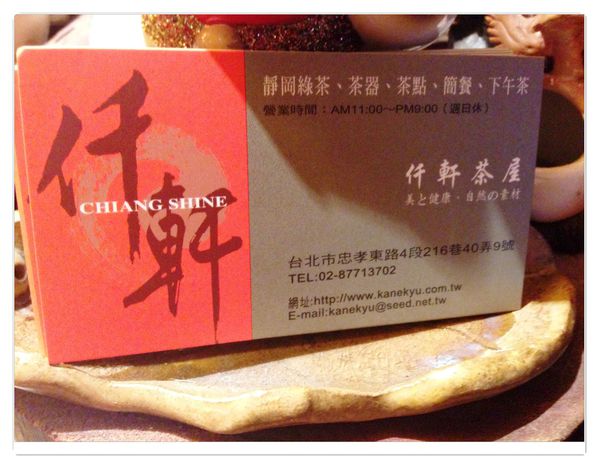 仟軒
CHIANG SHINE
靜岡綠茶、茶器、茶點、簡餐、下午茶
營業時間：AM11:00～PM9:00（週日休）
仟軒茶屋
美と健康・自然の素材
台北市忠孝東路4段216巷40弄9號
TEL:02-87713702
網址:http://www.kanekyu.com.tw
E-mail:kanekyu@seed.net.tw